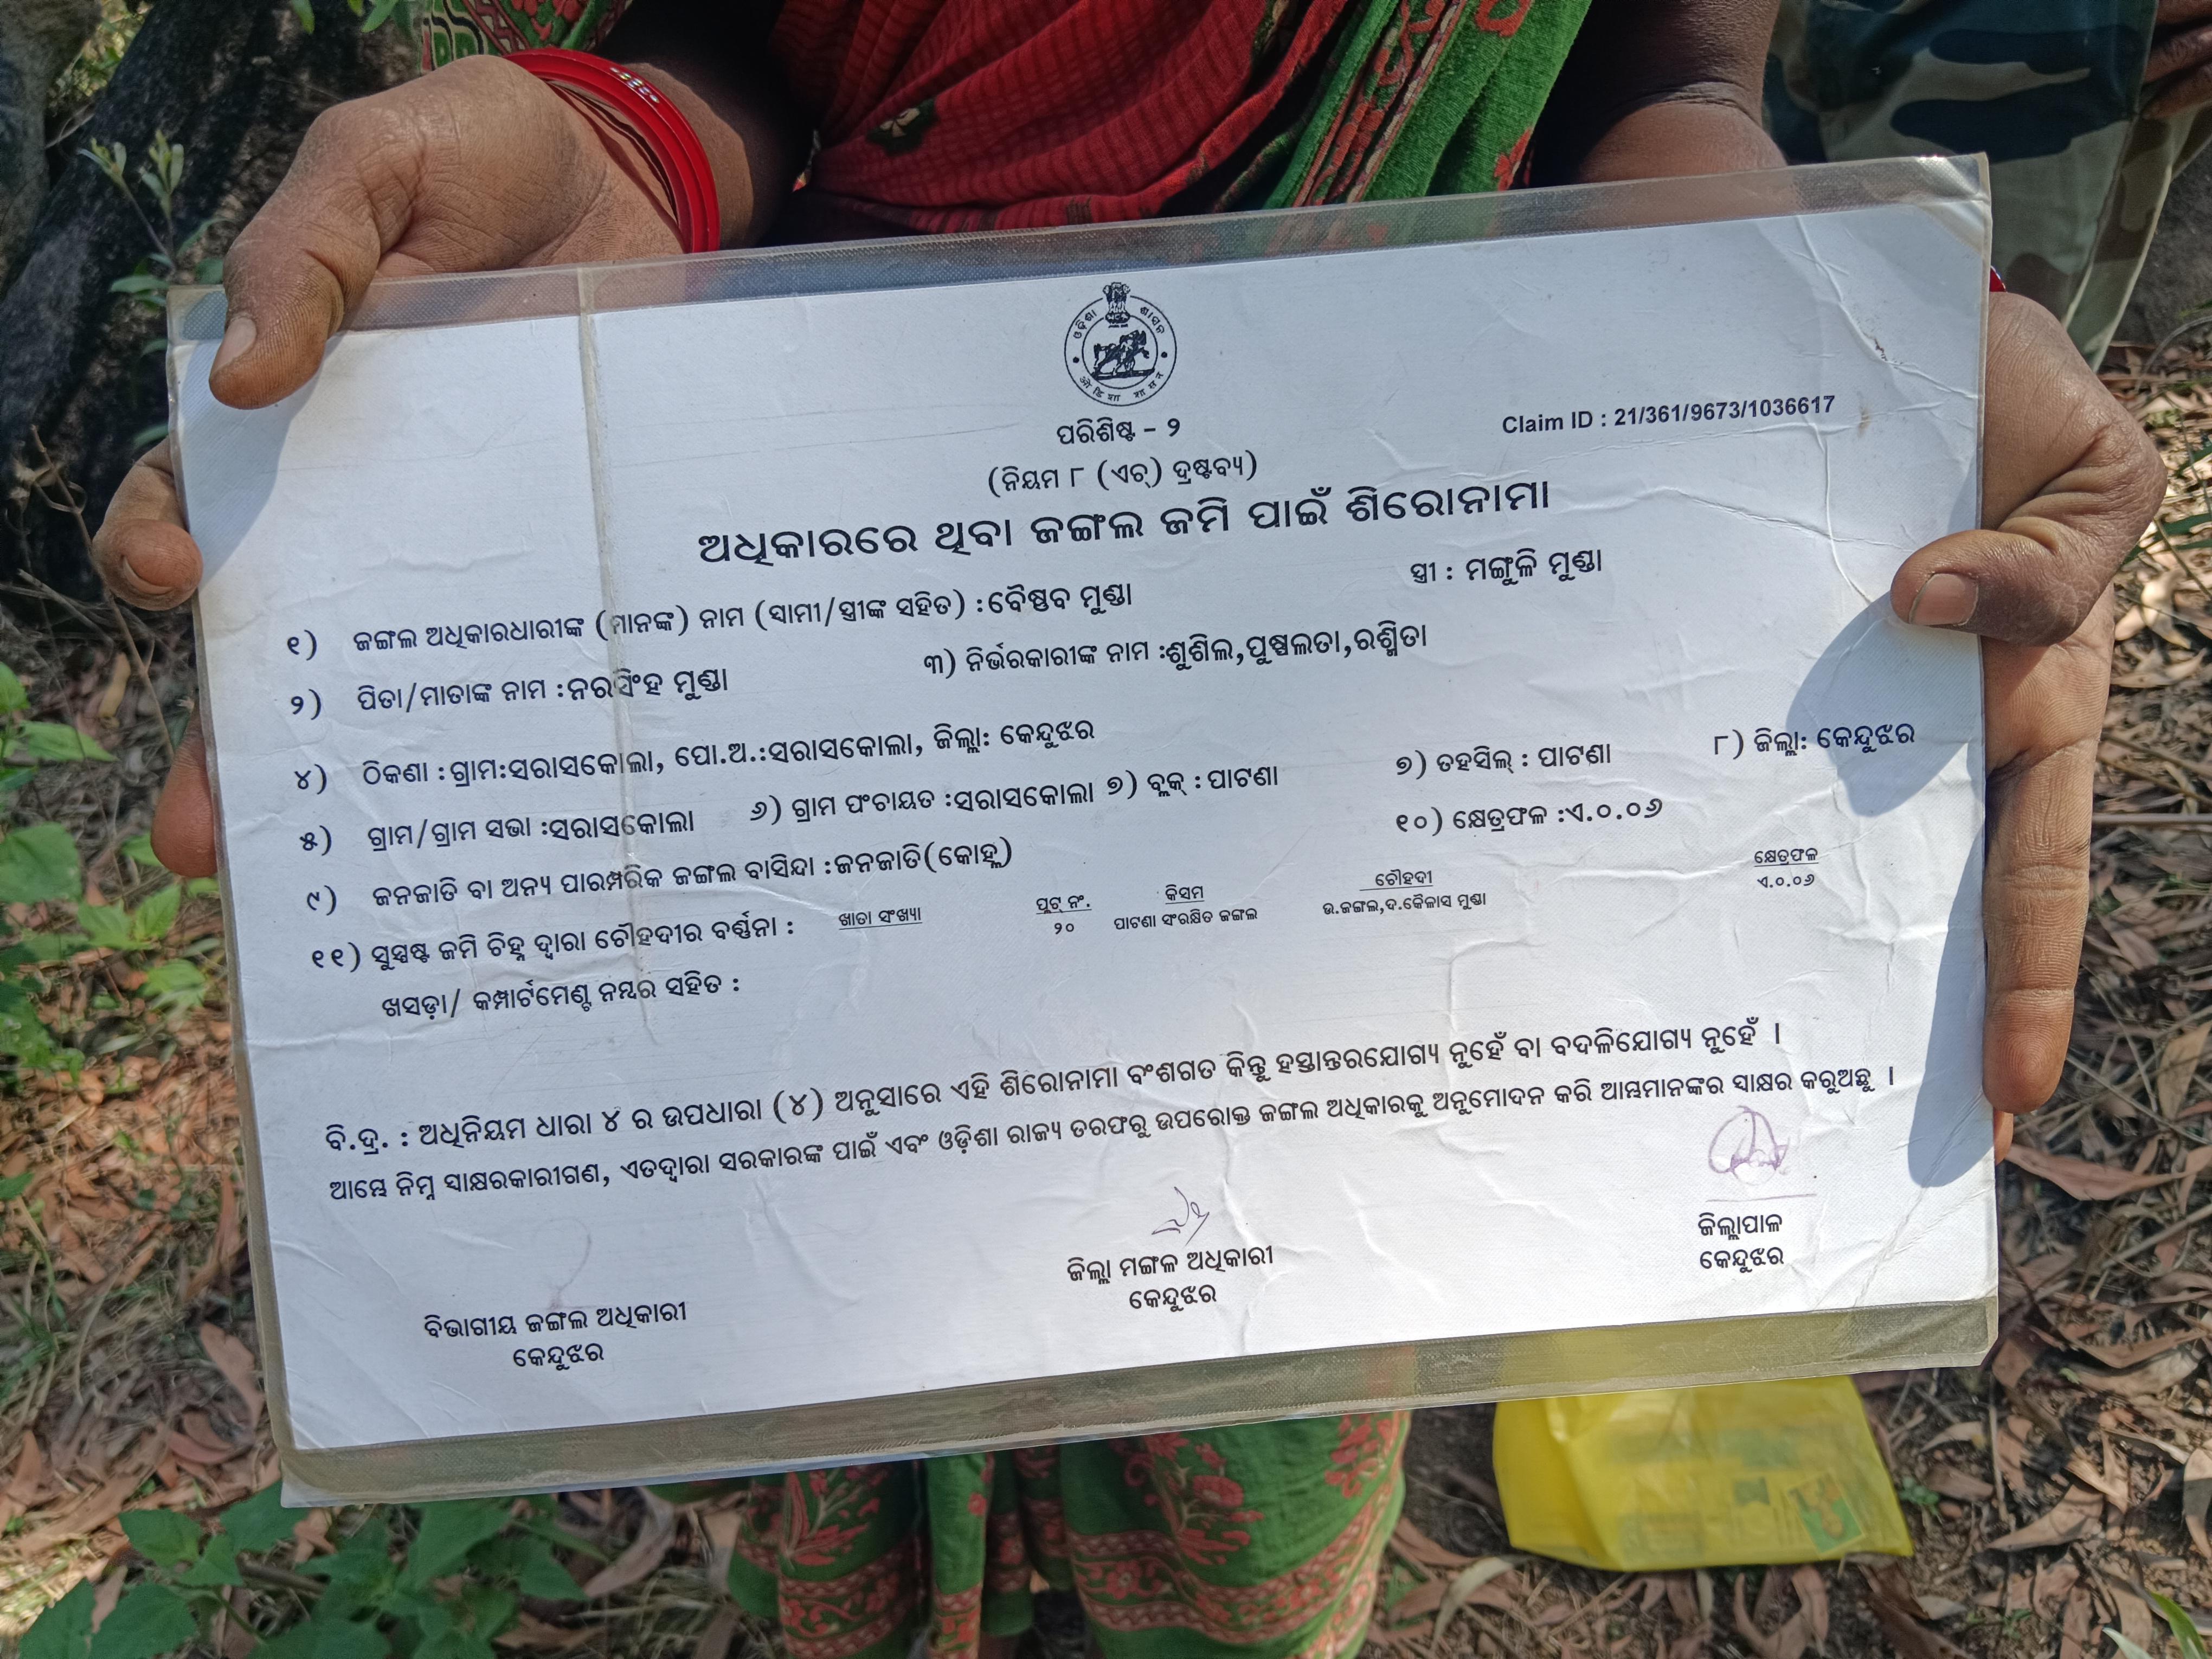 ଓଡ଼ିଶା ଶାସନ
ओडिशा शासन
ପରିଶିଷ୍ଟ - ୨
Claim ID : 21/361/9673/1036617
(ନିୟମ ୮ (ଏଚ୍) ଦ୍ରଷ୍ଟବ୍ୟ)
ଅଧିକାରରେ ଥିବା ଜଙ୍ଗଲ ଜମି ପାଇଁ ଶିରୋନାମା
୧) ଜଙ୍ଗଲ ଅଧିକାରଧାରୀଙ୍କ (ମାନଙ୍କ) ନାମ (ସ୍ବାମୀ/ସ୍ତ୍ରୀଙ୍କ ସହିତ) : ବୈଷ୍ଣବ ମୁଣ୍ଡା ସ୍ତ୍ରୀ : ମଙ୍ଗୁଳି ମୁଣ୍ଡା
୨) ପିତା/ମାତାଙ୍କ ନାମ :ନରସିଂହ ମୁଣ୍ଡା ୩) ନିର୍ଭରକାରୀଙ୍କ ନାମ :ଶୁଶିଲ,ପୁଷ୍ପଲତା,ରଶ୍ମିତା
୪) ଠିକଣା : ଗ୍ରାମ:ସରାସକୋଲା, ପୋ.ଅ.:ସରାସକୋଲା, ଜିଲ୍ଲା: କେନ୍ଦୁଝର
୫) ଗ୍ରାମ/ଗ୍ରାମ ସଭା :ସରାସକୋଲା ୬) ଗ୍ରାମ ପଂଚାୟତ :ସରାସକୋଲା ୭) ବ୍ଲକ୍ : ପାଟଣା ୭) ତହସିଲ୍ : ପାଟଣା ୮) ଜିଲ୍ଲା: କେନ୍ଦୁଝର
୯) ଜନଜାତି ବା ଅନ୍ୟ ପାରମ୍ପରିକ ଜଙ୍ଗଲ ବାସିନ୍ଦା : ଜନଜାତି(କୋହ୍ଲ) ୧୦) କ୍ଷେତ୍ରଫଳ :ଏ.୦.୦୬
୧୧) ସୁସ୍ପଷ୍ଟ ଜମି ଚିହ୍ନ ଦ୍ୱାରା ଚୌହଦୀର ବର୍ଣ୍ଣନା : ଖାତା ସଂଖ୍ୟା ପ୍ଲଟ୍ ନଂ. କିସମ ଚୌହଦୀ କ୍ଷେତ୍ରଫଳ
୨୦ ପାଟଣା ସଂରକ୍ଷିତ ଜଙ୍ଗଲ ଉ.ଜଙ୍ଗଲ,ଦ.କୈଳାସ ମୁଣ୍ଡା ଏ.୦.୦୬
ଖସଡ଼ା/ କମ୍ପାର୍ଟମେଣ୍ଟ ନମ୍ବର ସହିତ :
ବି.ଦ୍ର. : ଅଧିନିୟମ ଧାରା ୪ ର ଉପଧାରା (୪) ଅନୁସାରେ ଏହି ଶିରୋନାମା ବଂଶଗତ କିନ୍ତୁ ହସ୍ତାନ୍ତରଯୋଗ୍ୟ ନୁହେଁ ବା ବଦଳିଯୋଗ୍ୟ ନୁହେଁ ।
ଆମ୍ଭେ ନିମ୍ନ ସ୍ୱାକ୍ଷରକାରୀଗଣ, ଏତଦ୍ୱାରା ସରକାରଙ୍କ ପାଇଁ ଏବଂ ଓଡ଼ିଶା ରାଜ୍ୟ ତରଫରୁ ଉପରୋକ୍ତ ଜଙ୍ଗଲ ଅଧିକାରକୁ ଅନୁମୋଦନ କରି ଆମ୍ଭମାନଙ୍କର ସ୍ୱାକ୍ଷର କରୁଅଛୁ ।
ବିଭାଗୀୟ ଜଙ୍ଗଲ ଅଧିକାରୀ ଜିଲ୍ଲା ମଙ୍ଗଳ ଅଧିକାରୀ ଜିଲ୍ଲାପାଳ
କେନ୍ଦୁଝର କେନ୍ଦୁଝର କେନ୍ଦୁଝର